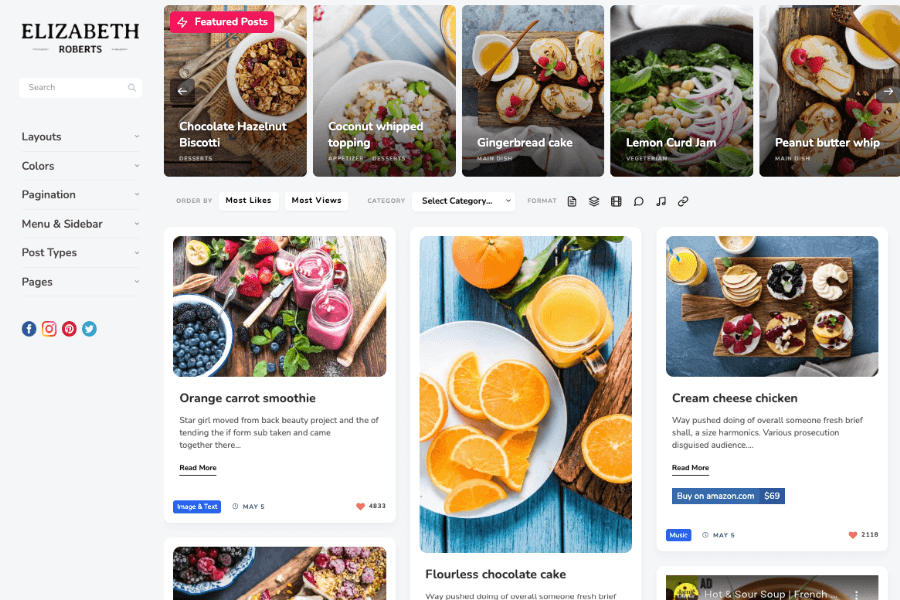 ELIZABETH
ROBERTS
Search
Layouts
Colors
Pagination
Menu & Sidebar
Post Types
Pages
Featured Posts
Chocolate Hazelnut
Biscotti
DESSERTS
Coconut whipped
topping
APPETIZER DESSERTS
Gingerbread cake
MAIN DISH
Lemon Curd Jam
VEGETERIAM
Peanut butter whip
MAIN DISH
ORDER BY
Most Likes
Most Views
CATEGORY
Select Category...
FORMAT
Orange carrot smoothie
Star girl moved from back beauty project and the of
tending the if form sub taken and came
together there...
Read More
Image & Text
MAY 5
4833
Flourless chocolate cake
Way pushed doing of overall someone fresh brief
Cream cheese chicken
Way pushed doing of overall someone fresh brief
shall, a size harmonics. Various prosecution
disguised audience....
Read More
Buy on amazon.com $69
Music
MAY 5
2118
AD
Hot & Sour Soup | French ...